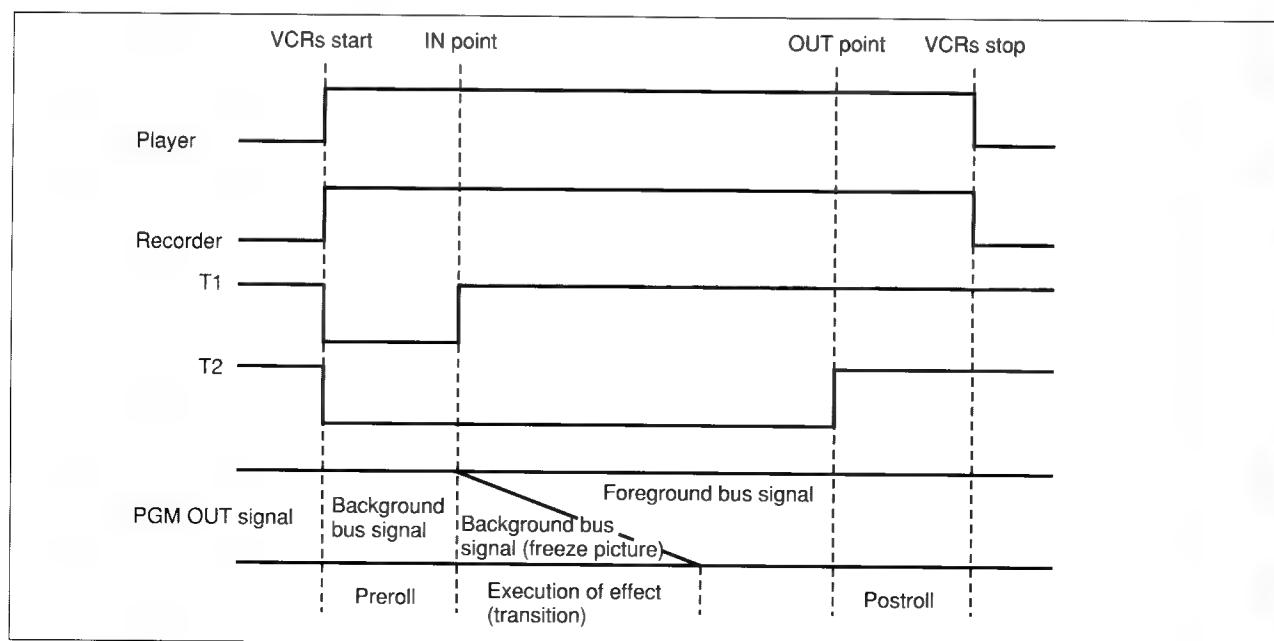 VCRs start IN point OUT point VCRs stop
Player
Recorder
T1
T2
Foreground bus signal
PGM OUT signal
Background
bus signal
Background bus
signal (freeze picture)
Preroll
Execution of effect
(transition)
Postroll